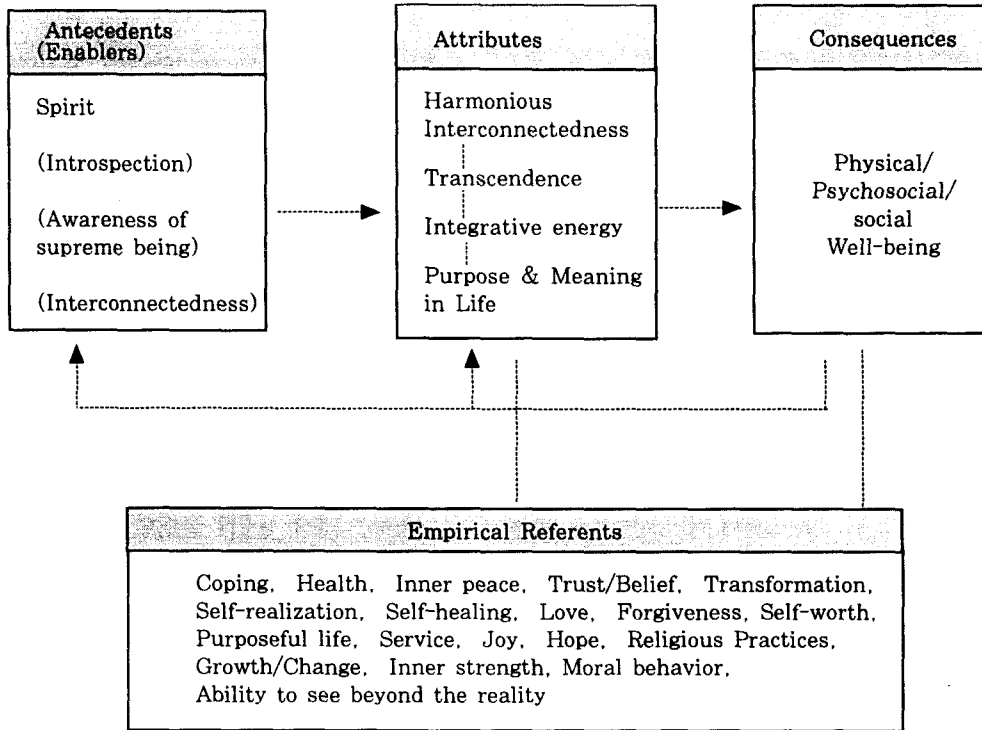 Antecedents
(Enablers)
Spirit
(Introspection)
(Awareness of
supreme being)
(Interconnectedness)
Attributes
Harmonious
Interconnectedness
Transcendence
Integrative energy
Purpose & Meaning
in Life
Consequences
Physical/
Psychosocial/
social
Well-being
Empirical Referents
Coping, Health, Inner peace, Trust/Belief, Transformation,
Self-realization, Self-healing, Love, Forgiveness, Self-worth,
Purposeful life, Service, Joy, Hope, Religious Practices,
Growth/Change, Inner strength, Moral behavior,
Ability to see beyond the reality